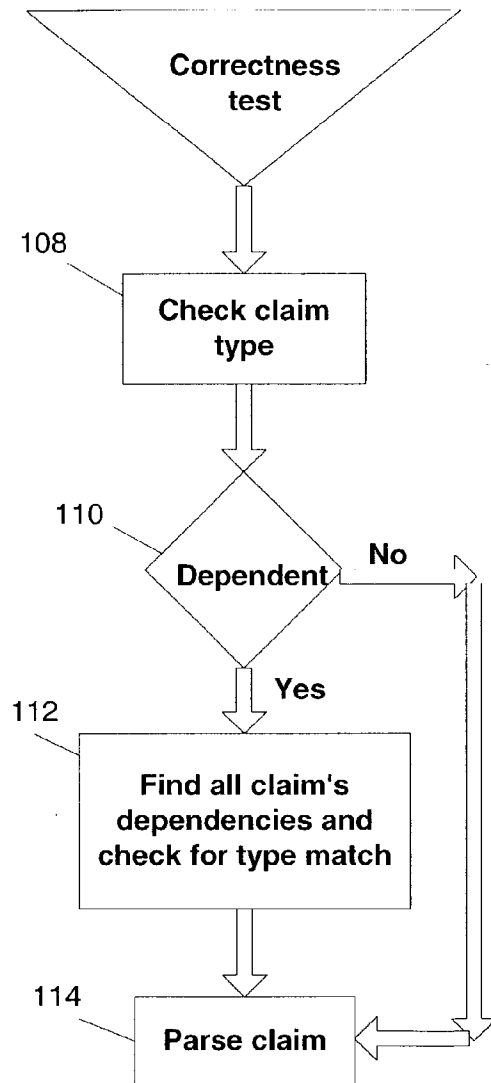 Correctness
test
108
Check claim
type
110
Dependent
No
Yes
112
Find all claim's
dependencies and
check for type match
114
Parse claim